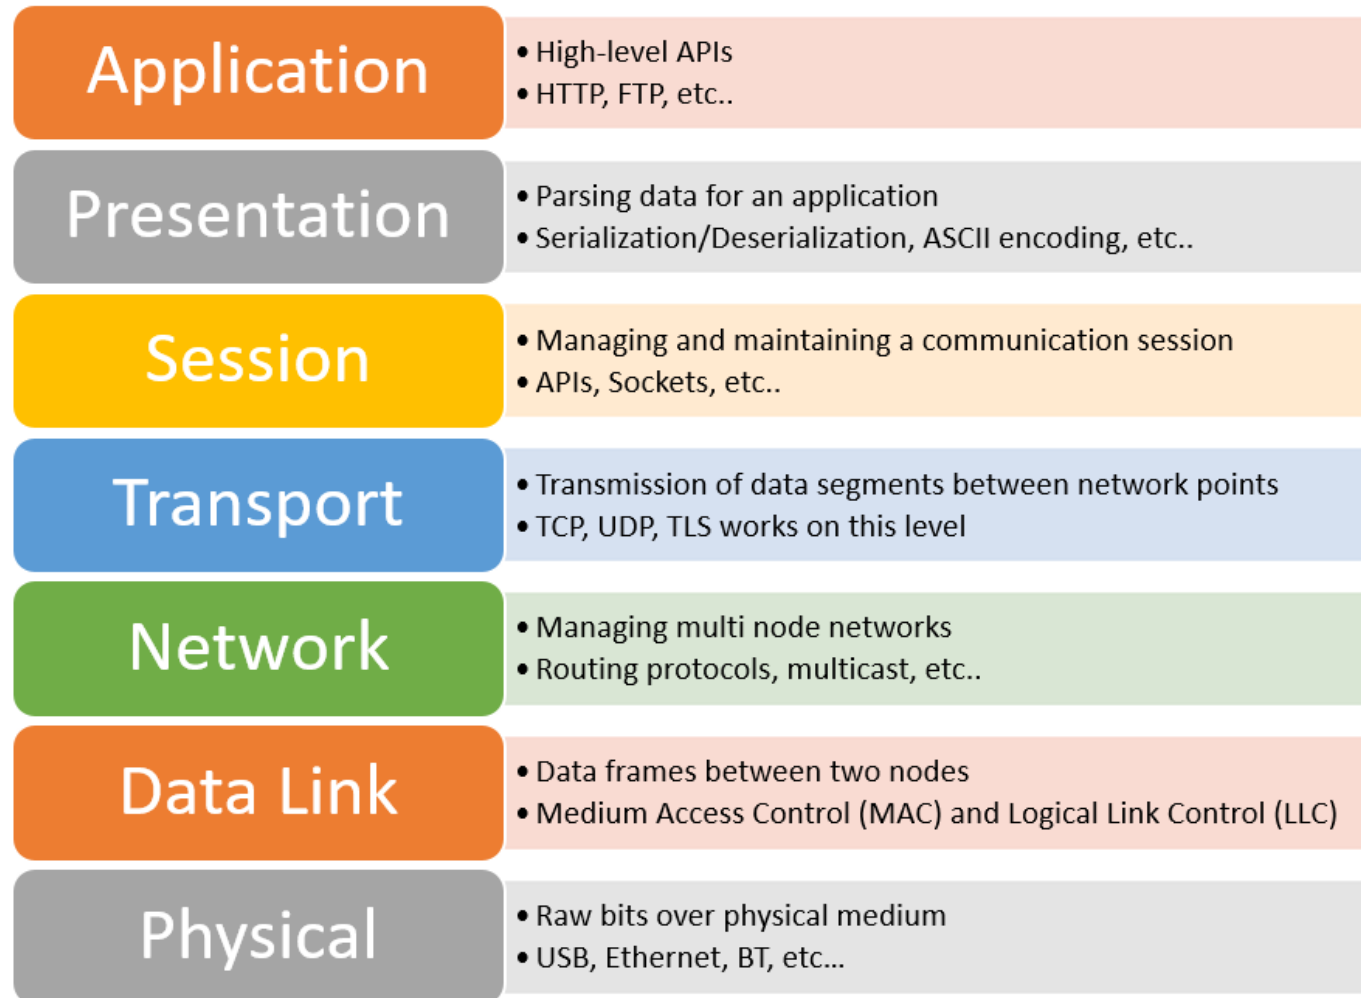 Application
• High-level APIs
• HTTP, FTP, etc..
Presentation
• Parsing data for an application
• Serialization/Deserialization, ASCII encoding, etc..
Session
• Managing and maintaining a communication session
• APIs, Sockets, etc..
Transport
• Transmission of data segments between network points
• TCP, UDP, TLS works on this level
Network
• Managing multi node networks
• Routing protocols, multicast, etc..
Data Link
• Data frames between two nodes
• Medium Access Control (MAC) and Logical Link Control (LLC)
Physical
• Raw bits over physical medium
• USB, Ethernet, BT, etc...